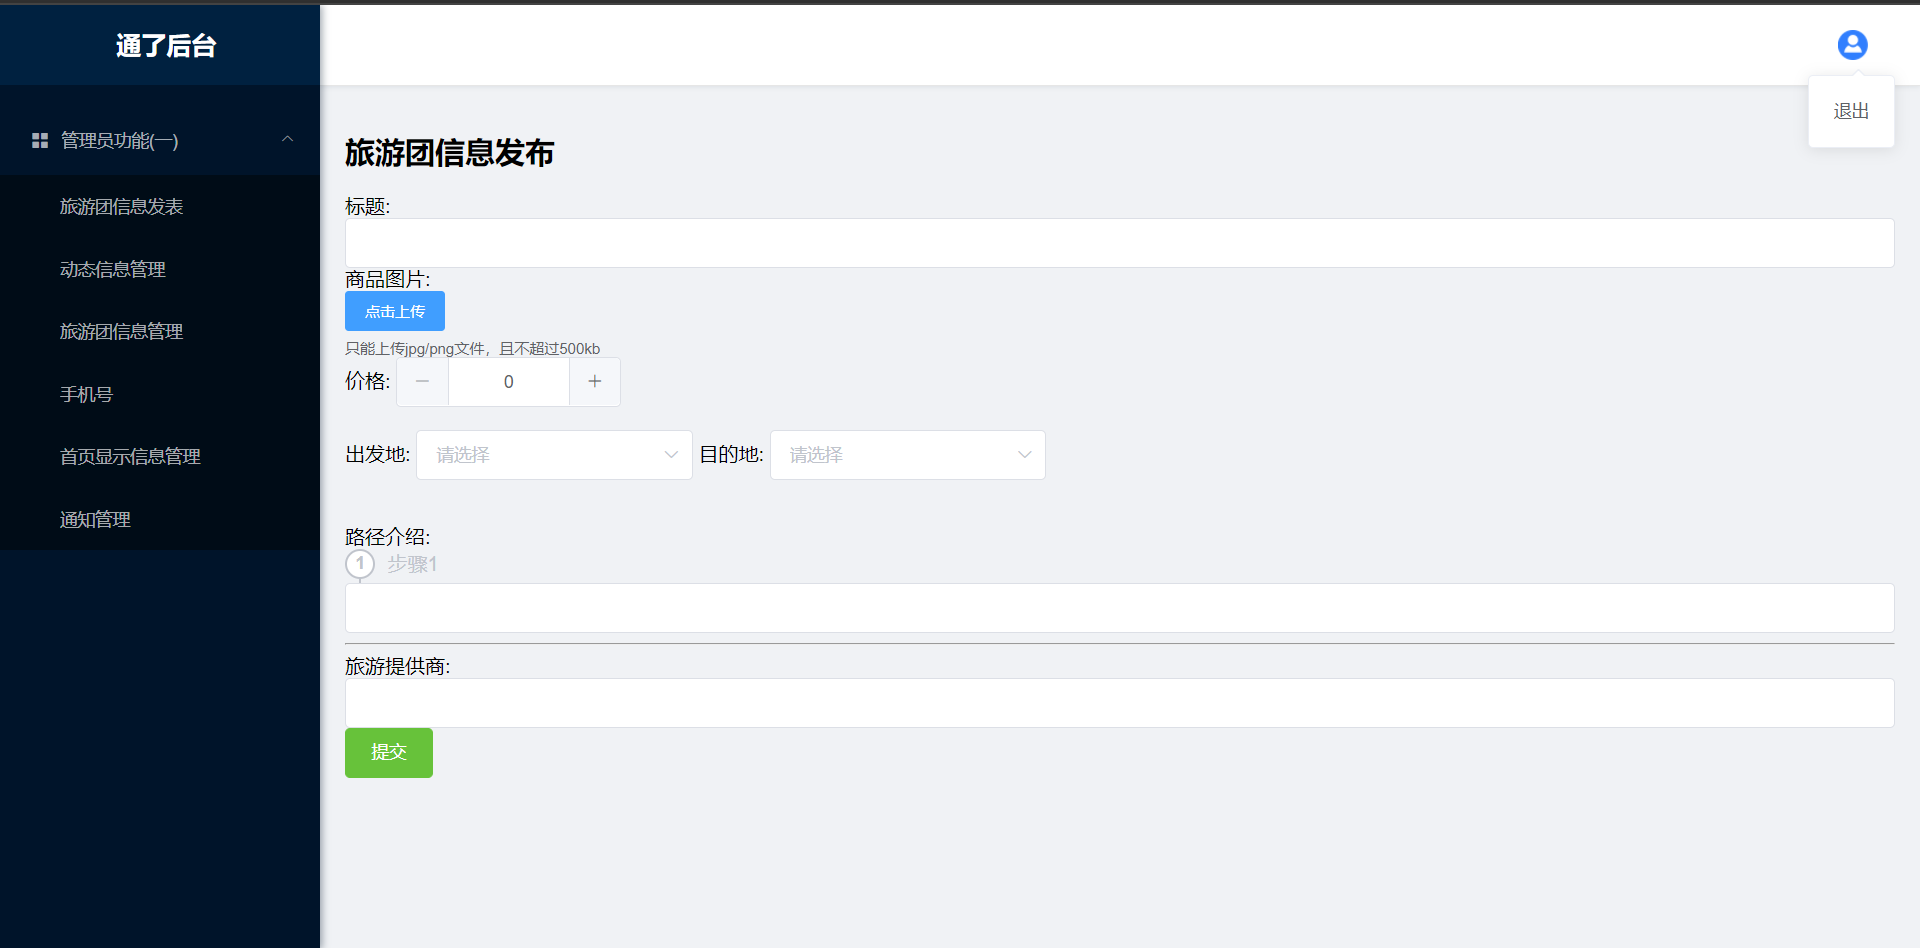 通了后台
管理员功能(一)
旅游团信息发表
动态信息管理
旅游团信息管理
手机号
首页显示信息管理
通知管理
退出
旅游团信息发布
标题:
商品图片:
点击上传
只能上传jpg/png文件，且不超过500kb
价格: 0
出发地: 请选择 目的地: 请选择
路径介绍:
1 步骤1
旅游提供商:
提交